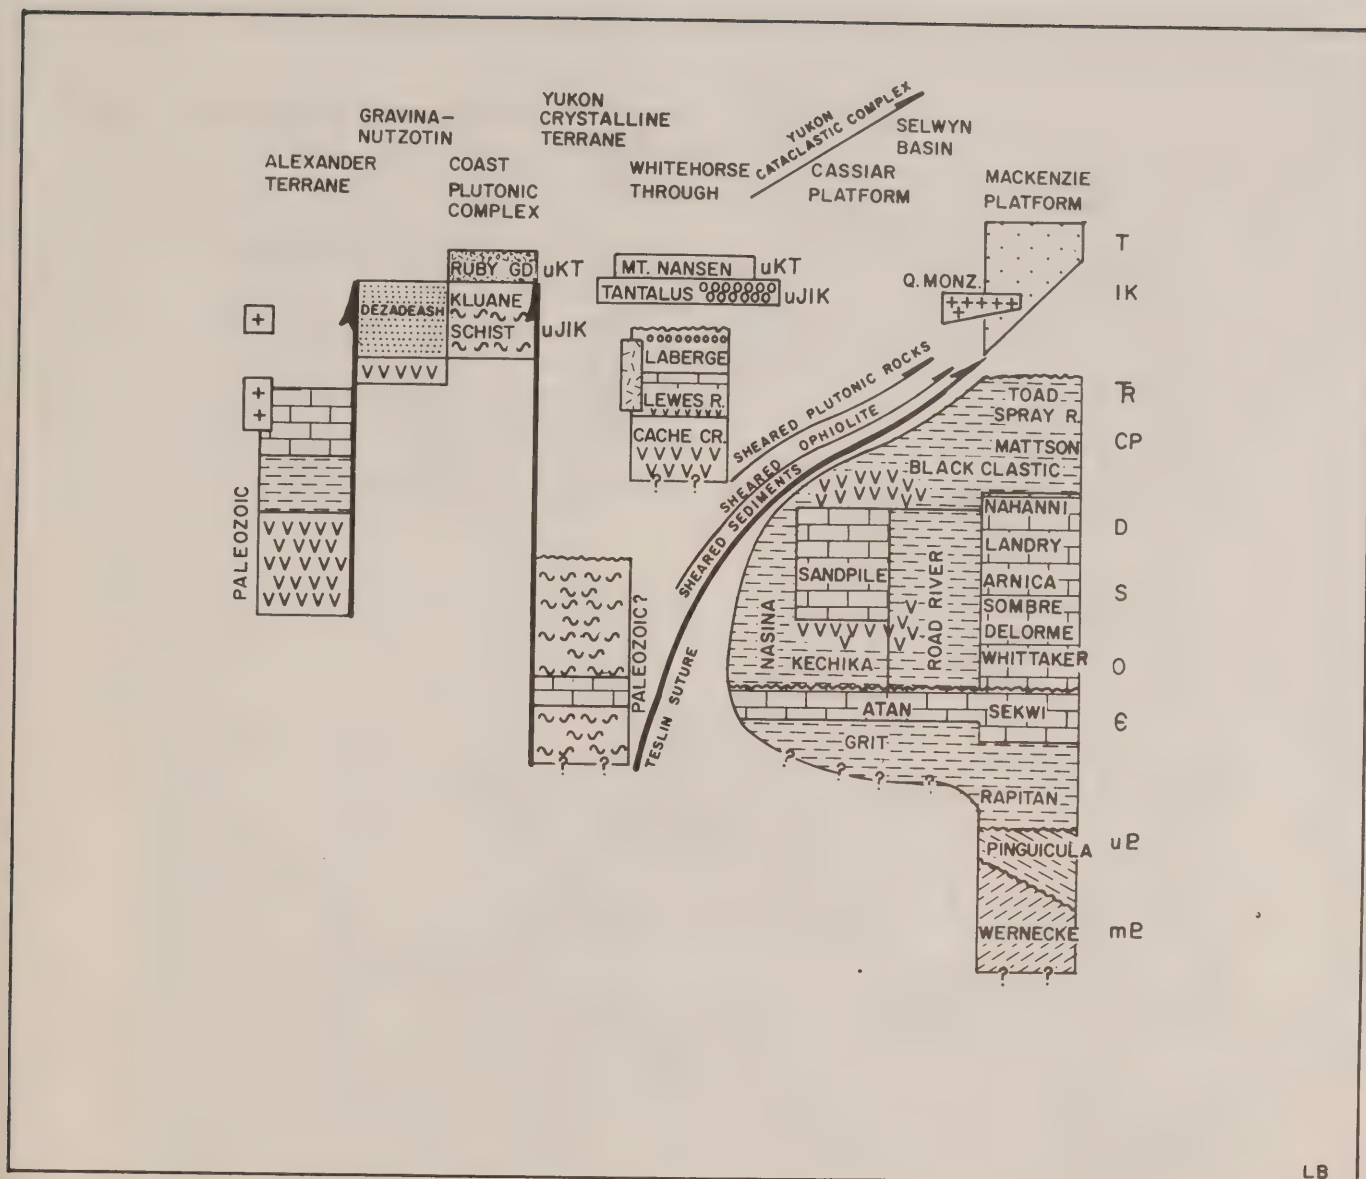 GRAVINA-
NUTZOTIN
YUKON
CRYSTALLINE
TERRANE
YUKON
CATACLASTIC COMPLEX
SELWYN
BASIN
ALEXANDER
TERRANE
COAST
PLUTONIC
COMPLEX
WHITEHORSE
THROUGH
CASSIAR
PLATFORM
MACKENZIE
PLATFORM
RUBY GD
uKT
DEZADEASH
KLUANE
SCHIST
uJIK
MT. NANSEN
uKT
TANTALUS
uJIK
LABERGE
LEWES R.
CACHE CR.
? ?
Q. MONZ.
SHEARED PLUTONIC ROCKS
SHEARED OPHIOLITE
SHEARED SEDIMENTS
TESLIN SUTURE
PALEOZOIC
PALEOZOIC?
? ?
TOAD
SPRAY R.
MATTSON
BLACK CLASTIC
NAHANNI
LANDRY
ARNICA
SOMBRE
DELORME
WHITTAKER
SANDPILE
NASINA
ROAD RIVER
KECHIKA
ATAN
SEKWI
GRIT
? ? ? ?
RAPITAN
PINGUICULA
WERNECKE
? ?
T
IK
TR
CP
D
S
O
Є
uP
mP
LB